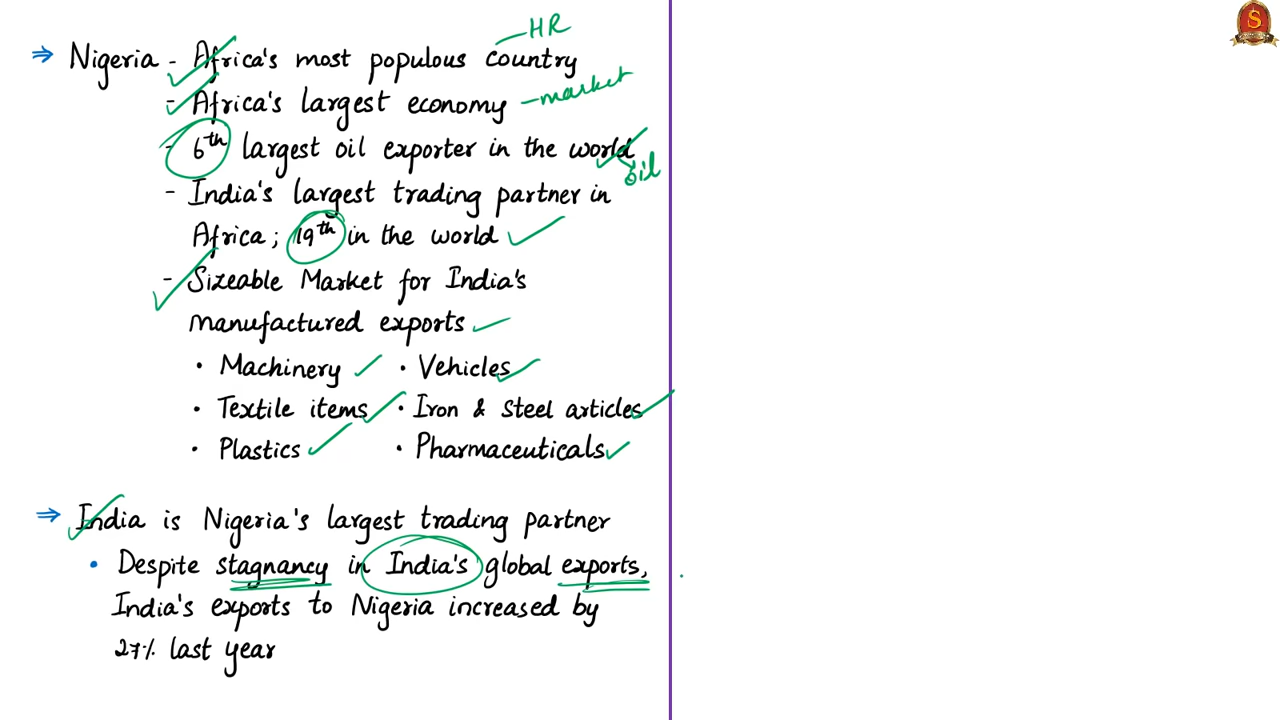 ⇒ Nigeria - Africa's most populous country - HR
- Africa's largest economy - market
- 6th largest oil exporter in the world oil
- India's largest trading partner in
Africa; 19th in the world
- Sizeable Market for India's
manufactured exports
• Machinery • Vehicles
• Textile items • Iron & Steel articles
• Plastics • Pharmaceuticals
⇒ India is Nigeria's largest trading partner
• Despite stagnancy in India's global exports,
India's exports to Nigeria increased by
27% last year
S